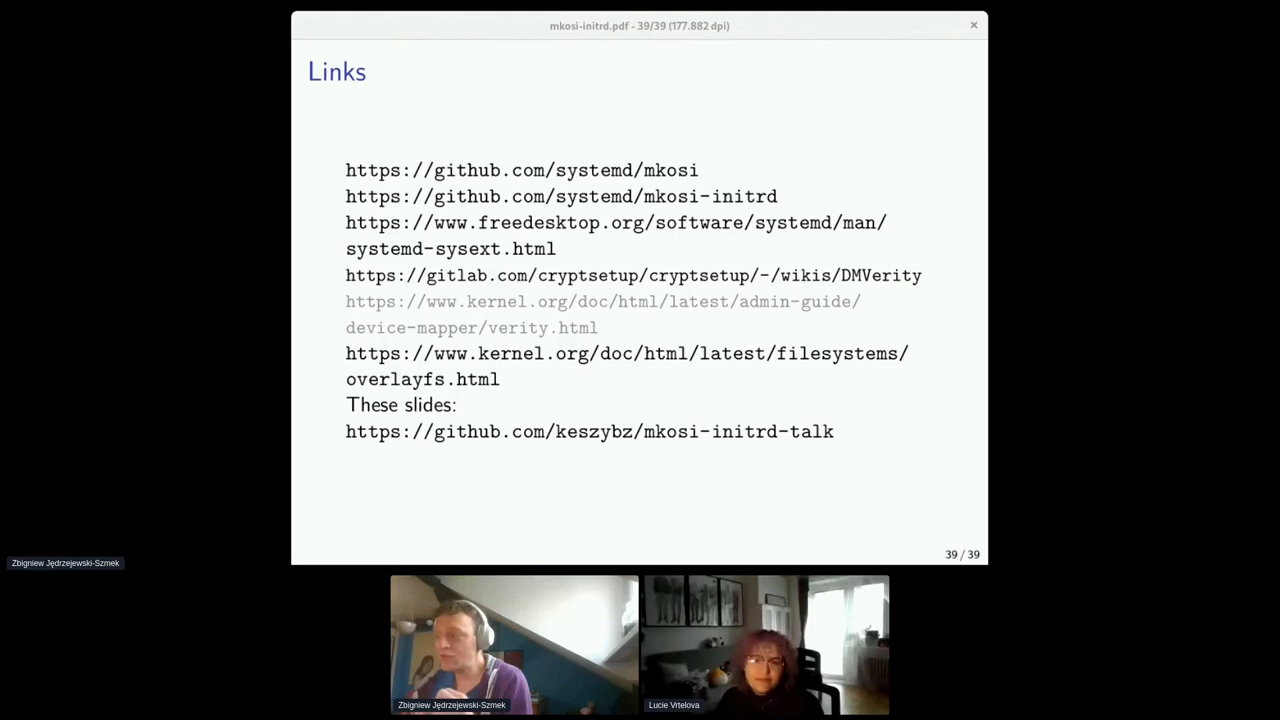 mkosi-initrd.pdf - 39/39 (177.882 dpi)
Links
https://github.com/systemd/mkosi
https://github.com/systemd/mkosi-initrd
https://www.freedesktop.org/software/systemd/man/
systemd-sysext.html
https://gitlab.com/cryptsetup/cryptsetup/-/wikis/DMVerity
https://www.kernel.org/doc/html/latest/admin-guide/
device-mapper/verity.html
https://www.kernel.org/doc/html/latest/filesystems/
overlayfs.html
These slides:
https://github.com/keszybz/mkosi-initrd-talk
39 / 39
Zbigniew Jędrzejewski-Szmek
Zbigniew Jędrzejewski-Szmek
Lucie Vrtelova